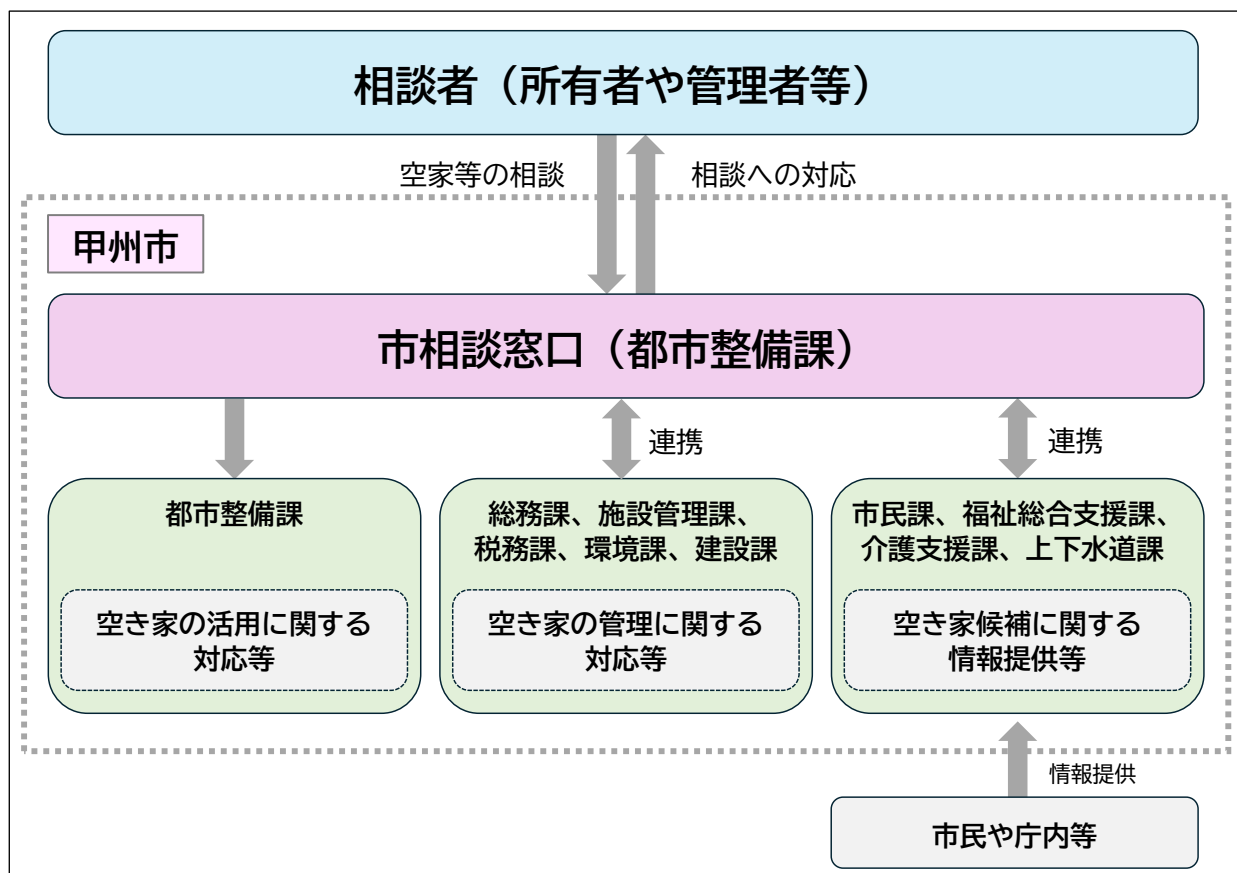 相談者（所有者や管理者等）
空家等の相談
相談への対応
甲州市
市相談窓口（都市整備課）
連携
連携
都市整備課
空き家の活用に関する
対応等
総務課、施設管理課、
税務課、環境課、建設課
空き家の管理に関する
対応等
市民課、福祉総合支援課、
介護支援課、上下水道課
空き家候補に関する
情報提供等
情報提供
市民や庁内等